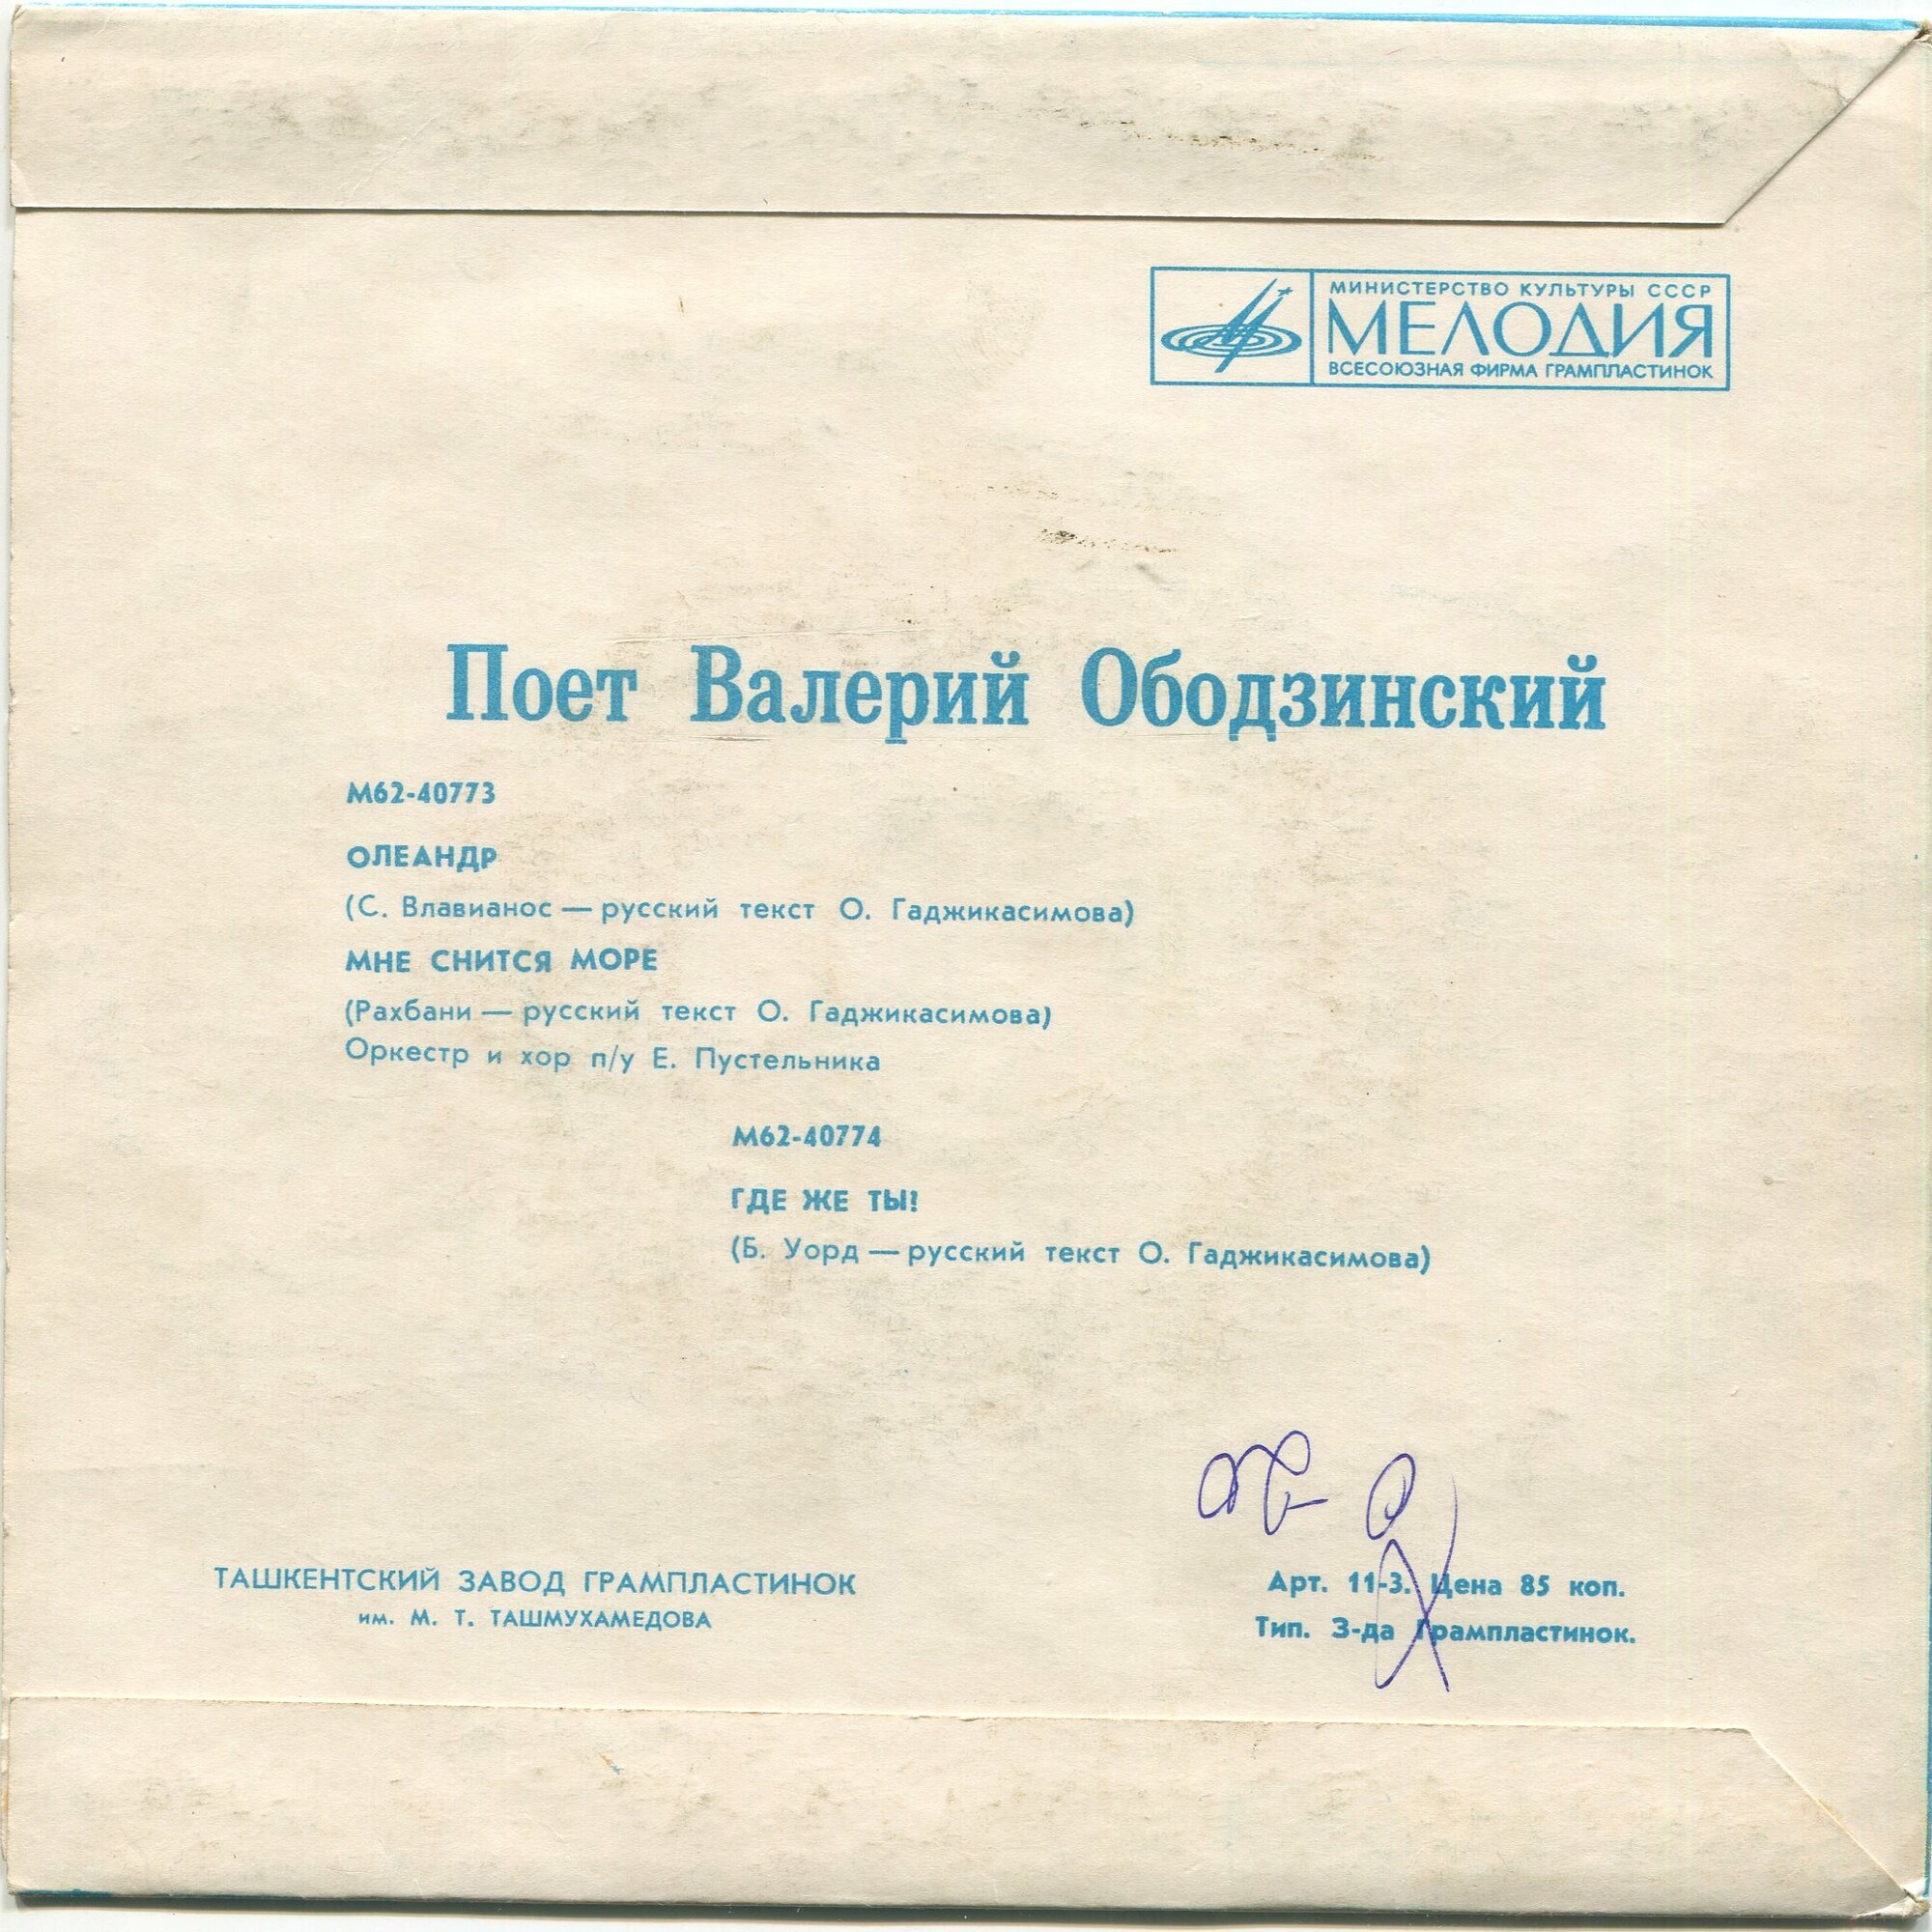 МИНИСТЕРСТВО КУЛЬТУРЫ СССР
МЕЛОДИЯ
ВСЕСОЮЗНАЯ ФИРМА ГРАМПЛАСТИНОК
Поет Валерий Ободзинский
М62-40773
ОЛЕАНДР
(С. Влавианос — русский текст О. Гаджикасимова)
МНЕ СНИТСЯ МОРЕ
(Рахбани — русский текст О. Гаджикасимова)
Оркестр и хор п/у Е. Пустельника
М62-40774
ГДЕ ЖЕ ТЫ?
(Б. Уорд — русский текст О. Гаджикасимова)
ТАШКЕНТСКИЙ ЗАВОД ГРАМПЛАСТИНОК
им. М. Т. ТАШМУХАМЕДОВА
Арт. 11-3. Цена 85 коп.
Тип. З-да Грампластинок.